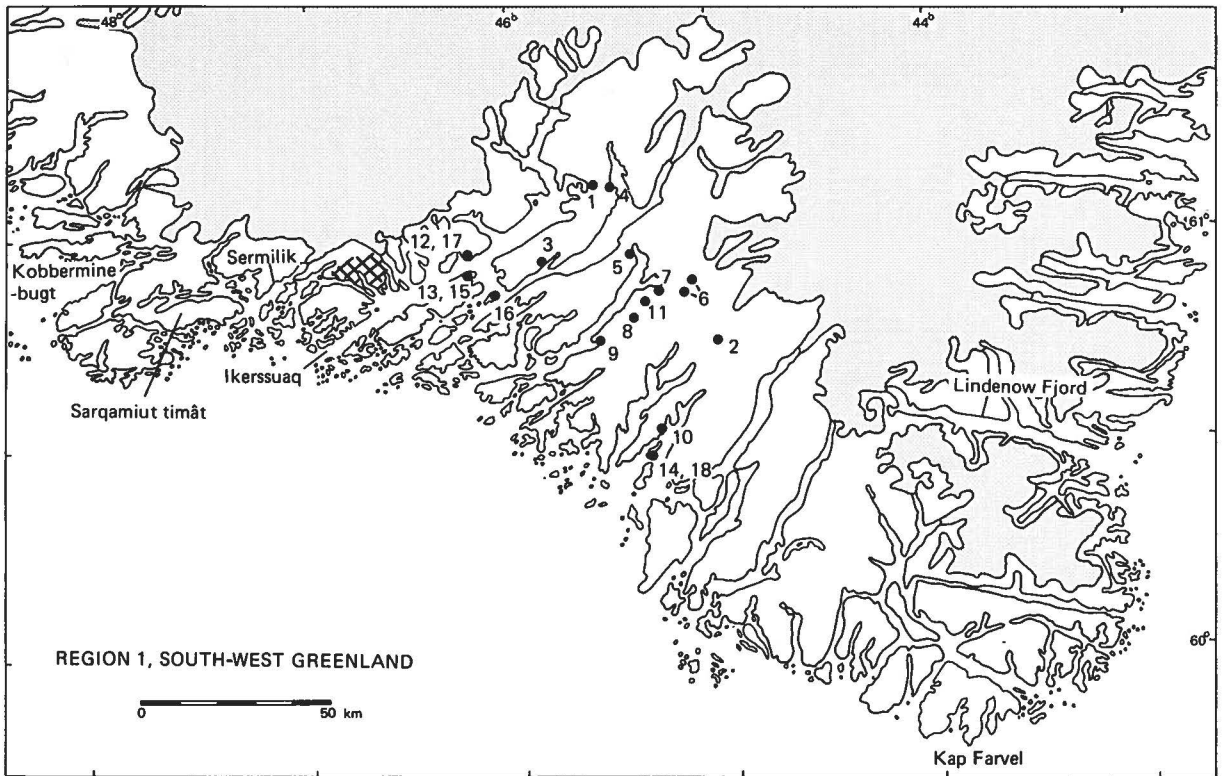 48°
46°
44°
61°
1
4
12, 17
3
Sermilik
5
7
Kobbermine
-bugt
13, 15
6
16
11
8
2
9
Ikerssuaq
Lindenow Fjord
Sarqamiut timât
10
14, 18
60°
REGION 1, SOUTH-WEST GREENLAND
0 50 km
Kap Farvel